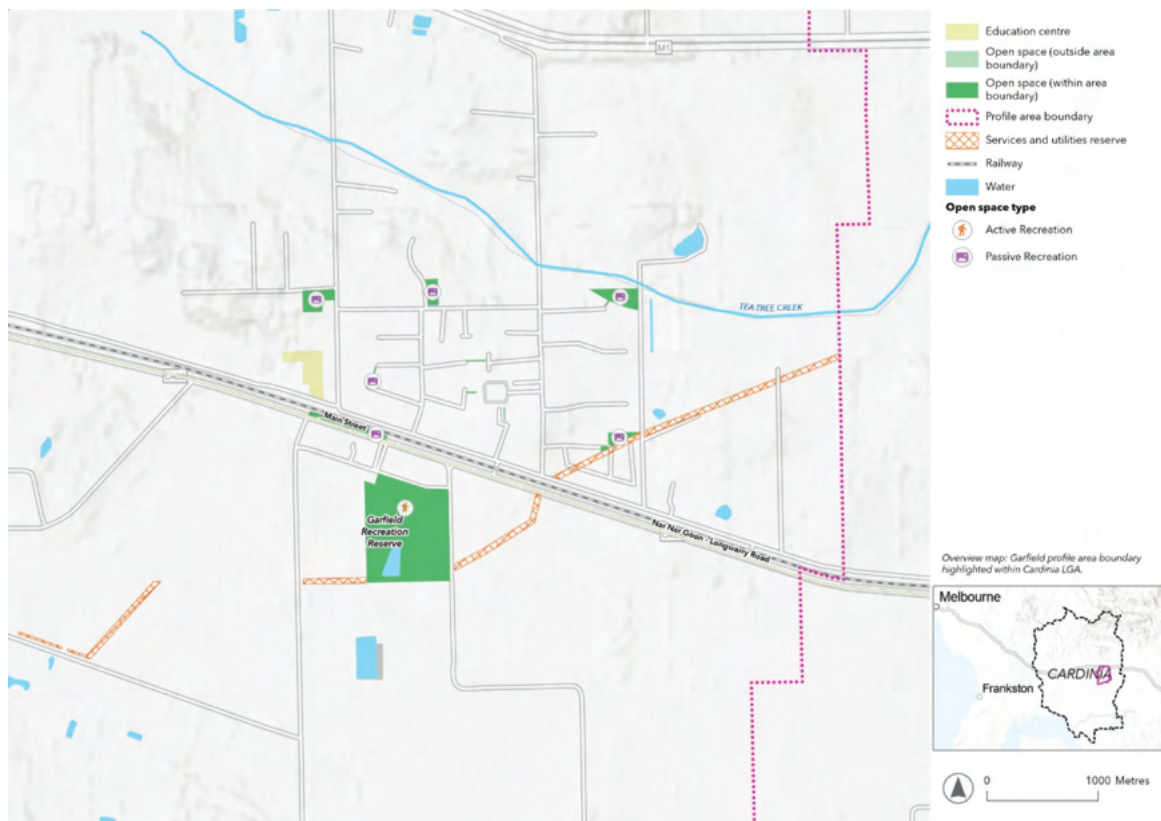 M1
TEA TREE CREEK
Main Street
Garfield
Recreation
Reserve
Nar Nar Goon - Longwarry Road
Education centre
Open space (outside area
boundary)
Open space (within area
boundary)
Profile area boundary
Services and utilities reserve
Railway
Water
Open space type
Active Recreation
Passive Recreation
Overview map: Garfield profile area boundary
highlighted within Cardinia LGA.
Melbourne
CARDINIA
Frankston
0
1000 Metres